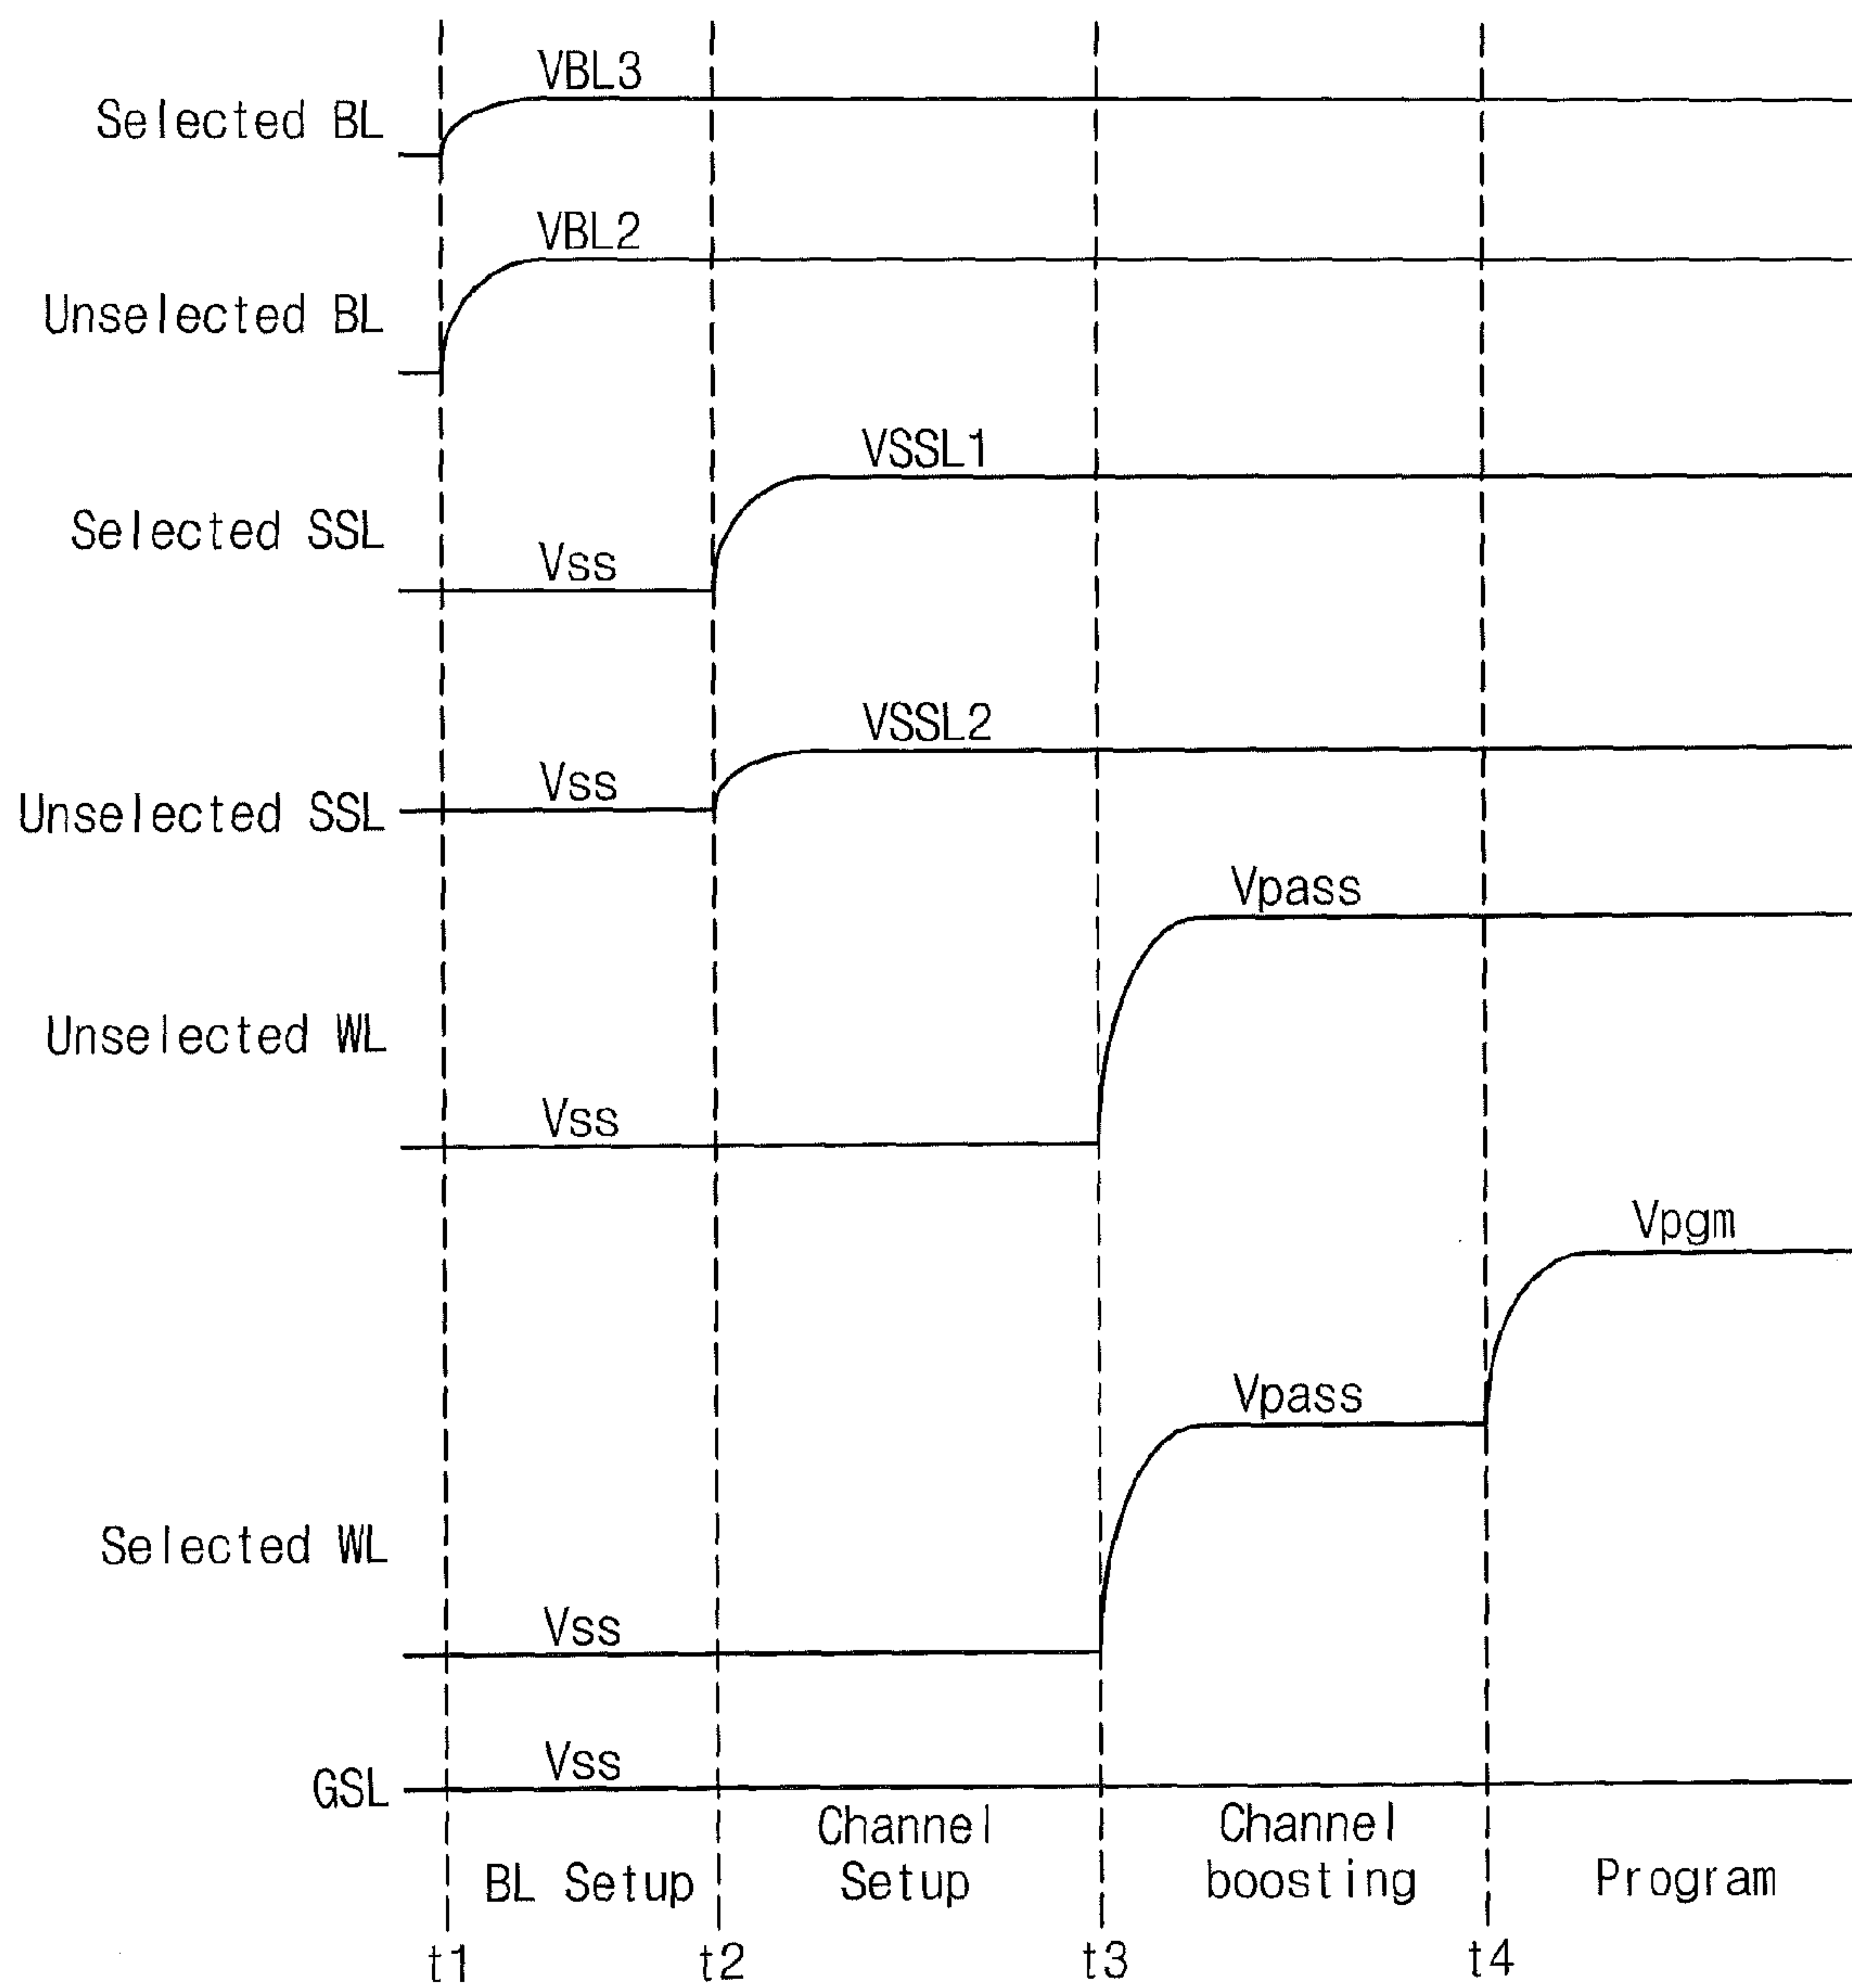 VBL3
Selected BL
VBL2
Unselected BL
VSSL1
Selected SSL
Vss
VSSL2
Vss
Unselected SSL
Vpass
Unselected WL
Vss
Vpgm
Vpass
Selected WL
Vss
Vss
GSL
BL Setup
Channel
Setup
Channel
boosting
Program
t1
t2
t3
t4